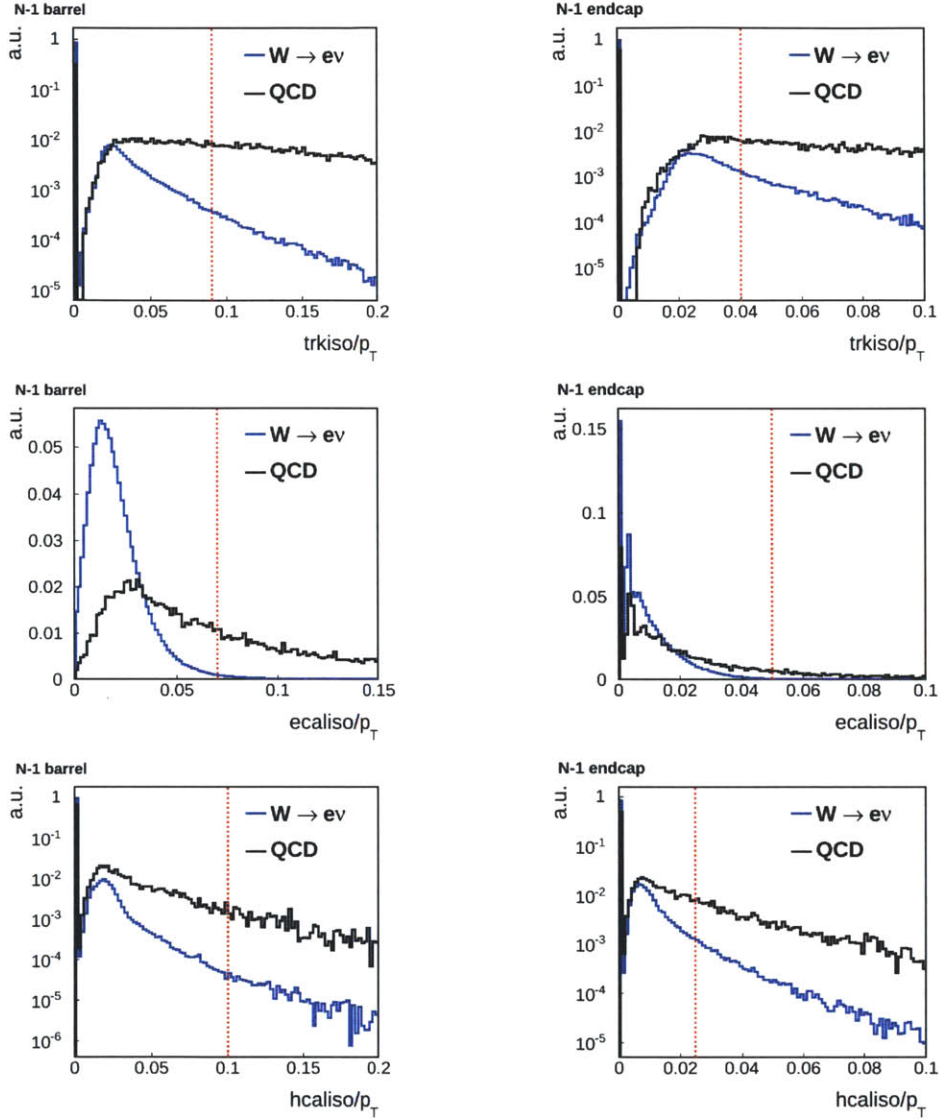 N-1 barrel
a.u.
1
10-1
10-2
10-3
10-4
10-5
W → eν
QCD
0 0.05 0.1 0.15 0.2
trkiso/pT
N-1 endcap
a.u.
1
10-1
10-2
10-3
10-4
10-5
W → eν
QCD
0 0.02 0.04 0.06 0.08 0.1
trkiso/pT
N-1 barrel
a.u.
0.05
0.04
0.03
0.02
0.01
0
W → eν
QCD
0 0.05 0.1 0.15
ecaliso/pT
N-1 endcap
a.u.
0.15
0.1
0.05
0
W → eν
QCD
0 0.02 0.04 0.06 0.08 0.1
ecaliso/pT
N-1 barrel
a.u.
1
10-1
10-2
10-3
10-4
10-5
10-6
W → eν
QCD
0 0.05 0.1 0.15 0.2
hcaliso/pT
N-1 endcap
a.u.
1
10-1
10-2
10-3
10-4
10-5
W → eν
QCD
0 0.02 0.04 0.06 0.08 0.1
hcaliso/pT